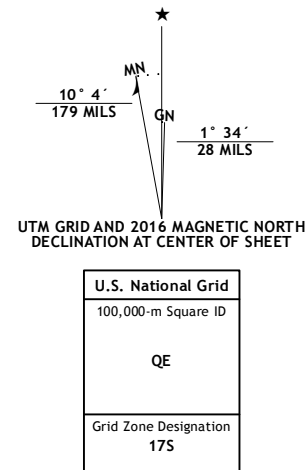 ★
MN
10° 4´
179 MILS
GN
1° 34´
28 MILS
UTM GRID AND 2016 MAGNETIC NORTH
DECLINATION AT CENTER OF SHEET
U.S. National Grid
100,000-m Square ID
QE
Grid Zone Designation
17S